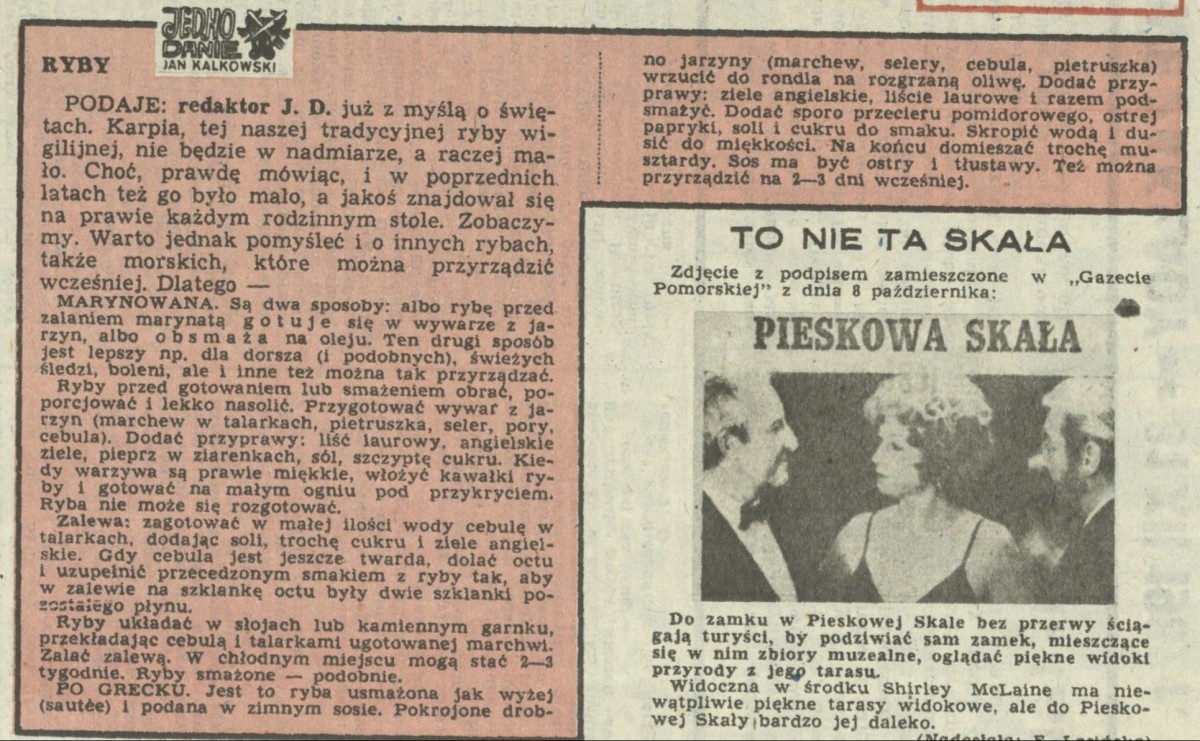 JEDNO
DANIE
JAN KALKOWSKI
RYBY
PODAJE: redaktor J. D. już z myślą o świę-
tach. Karpia, tej naszej tradycyjnej ryby wi-
gilijnej, nie będzie w nadmiarze, a raczej ma-
ło. Choć, prawdę mówiąc, i w poprzednich
latach też go było mało, a jakoś znajdował się
na prawie każdym rodzinnym stole. Zobaczy-
my. Warto jednak pomyśleć i o innych rybach,
także morskich, które można przyrządzić
wcześniej. Dlatego —
MARYNOWANA. Są dwa sposoby: albo rybę przed
zalaniem marynatą gotuje się w wywarze z ja-
rzyn, albo obsmaża na oleju. Ten drugi sposób
jest lepszy np. dla dorsza (i podobnych), świeżych
śledzi, boleni, ale i inne też można tak przyrządzać.
Ryby przed gotowaniem lub smażeniem obrać, po-
porcjować i lekko nasolić. Przygotować wywar z ja-
rzyn (marchew w talarkach, pietruszka, seler, pory,
cebula). Dodać przyprawy: liść laurowy, angielskie
ziele, pieprz w ziarenkach, sól, szczyptę cukru. Kie-
dy warzywa są prawie miękkie, włożyć kawałki ry-
by i gotować na małym ogniu pod przykryciem.
Ryba nie może się rozgotować.
Zalewa: zagotować w małej ilości wody cebulę w
talarkach, dodając soli, trochę cukru i ziele angiel-
skie. Gdy cebula jest jeszcze twarda, dolać octu
i uzupełnić przecedzonym smakiem z ryby tak, aby
w zalewie na szklankę octu były dwie szklanki po-
zostałego płynu.
Ryby układać w słojach lub kamiennym garnku,
przekładając cebulą i talarkami ugotowanej marchwi.
Zalać zalewą. W chłodnym miejscu mogą stać 2—3
tygodnie. Ryby smażone — podobnie.
PO GRECKU. Jest to ryba usmażona jak wyżej
(sautée) i podana w zimnym sosie. Pokrojone drob-
no jarzyny (marchew, selery, cebula, pietruszka)
wrzucić do rondla na rozgrzaną oliwę. Dodać przy-
prawy: ziele angielskie, liście laurowe i razem pod-
smażyć. Dodać sporo przecieru pomidorowego, ostrej
papryki, soli i cukru do smaku. Skropić wodą i du-
sić do miękkości. Na końcu domieszać trochę mu-
sztardy. Sos ma być ostry i tłustawy. Też można
przyrządzić na 2—3 dni wcześniej.
TO NIE TA SKAŁA
Zdjęcie z podpisem zamieszczone w „Gazecie
Pomorskiej" z dnia 8 października:
PIESKOWA SKAŁA
Do zamku w Pieskowej Skale bez przerwy ścią-
gają turyści, by podziwiać sam zamek, mieszczące
się w nim zbiory muzealne, oglądać piękne widoki
przyrody z jego tarasu.
Widoczna w środku Shirley McLaine ma nie-
wątpliwie piękne tarasy widokowe, ale do Piesko-
wej Skały bardzo jej daleko.